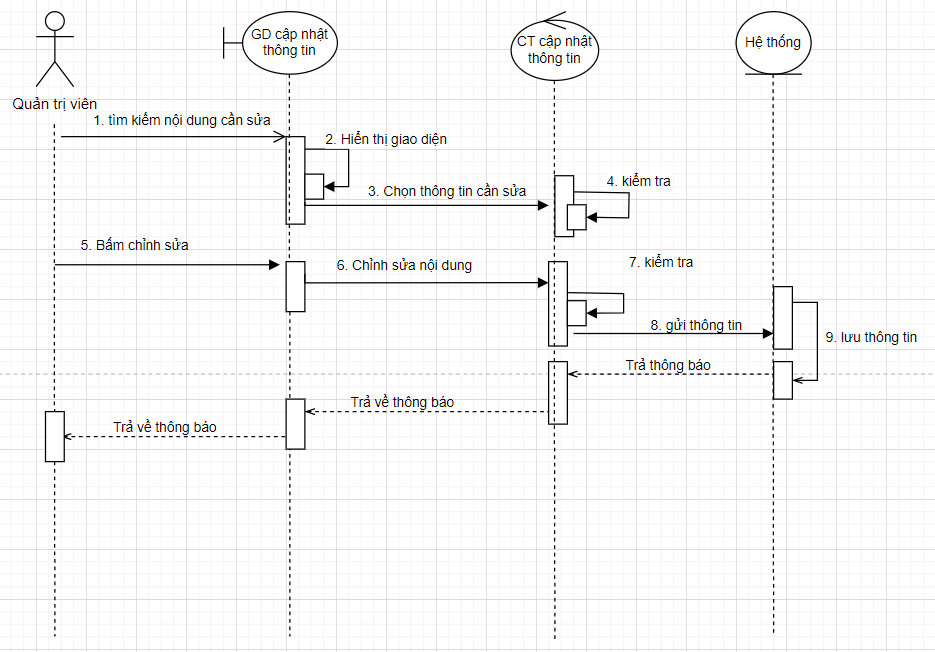 GD cập nhật
thông tin
CT cập nhật
thông tin
Hệ thống
Quản trị viên
1. tìm kiếm nội dung cần sửa
2. Hiển thị giao diện
3. Chọn thông tin cần sửa
4. kiểm tra
5. Bấm chỉnh sửa
6. Chỉnh sửa nội dung
7. kiểm tra
8. gửi thông tin
9. lưu thông tin
Trả thông báo
Trả về thông báo
Trả về thông báo